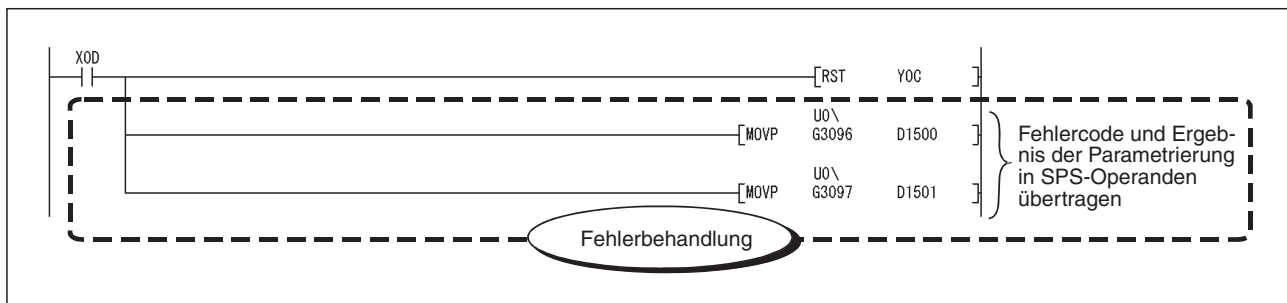 X0D
[RST Y0C ]
U0\
[MOVP G3096 D1500 ]
U0\
[MOVP G3097 D1501 ]
Fehlercode und Ergeb-
nis der Parametrierung
in SPS-Operanden
übertragen
Fehlerbehandlung